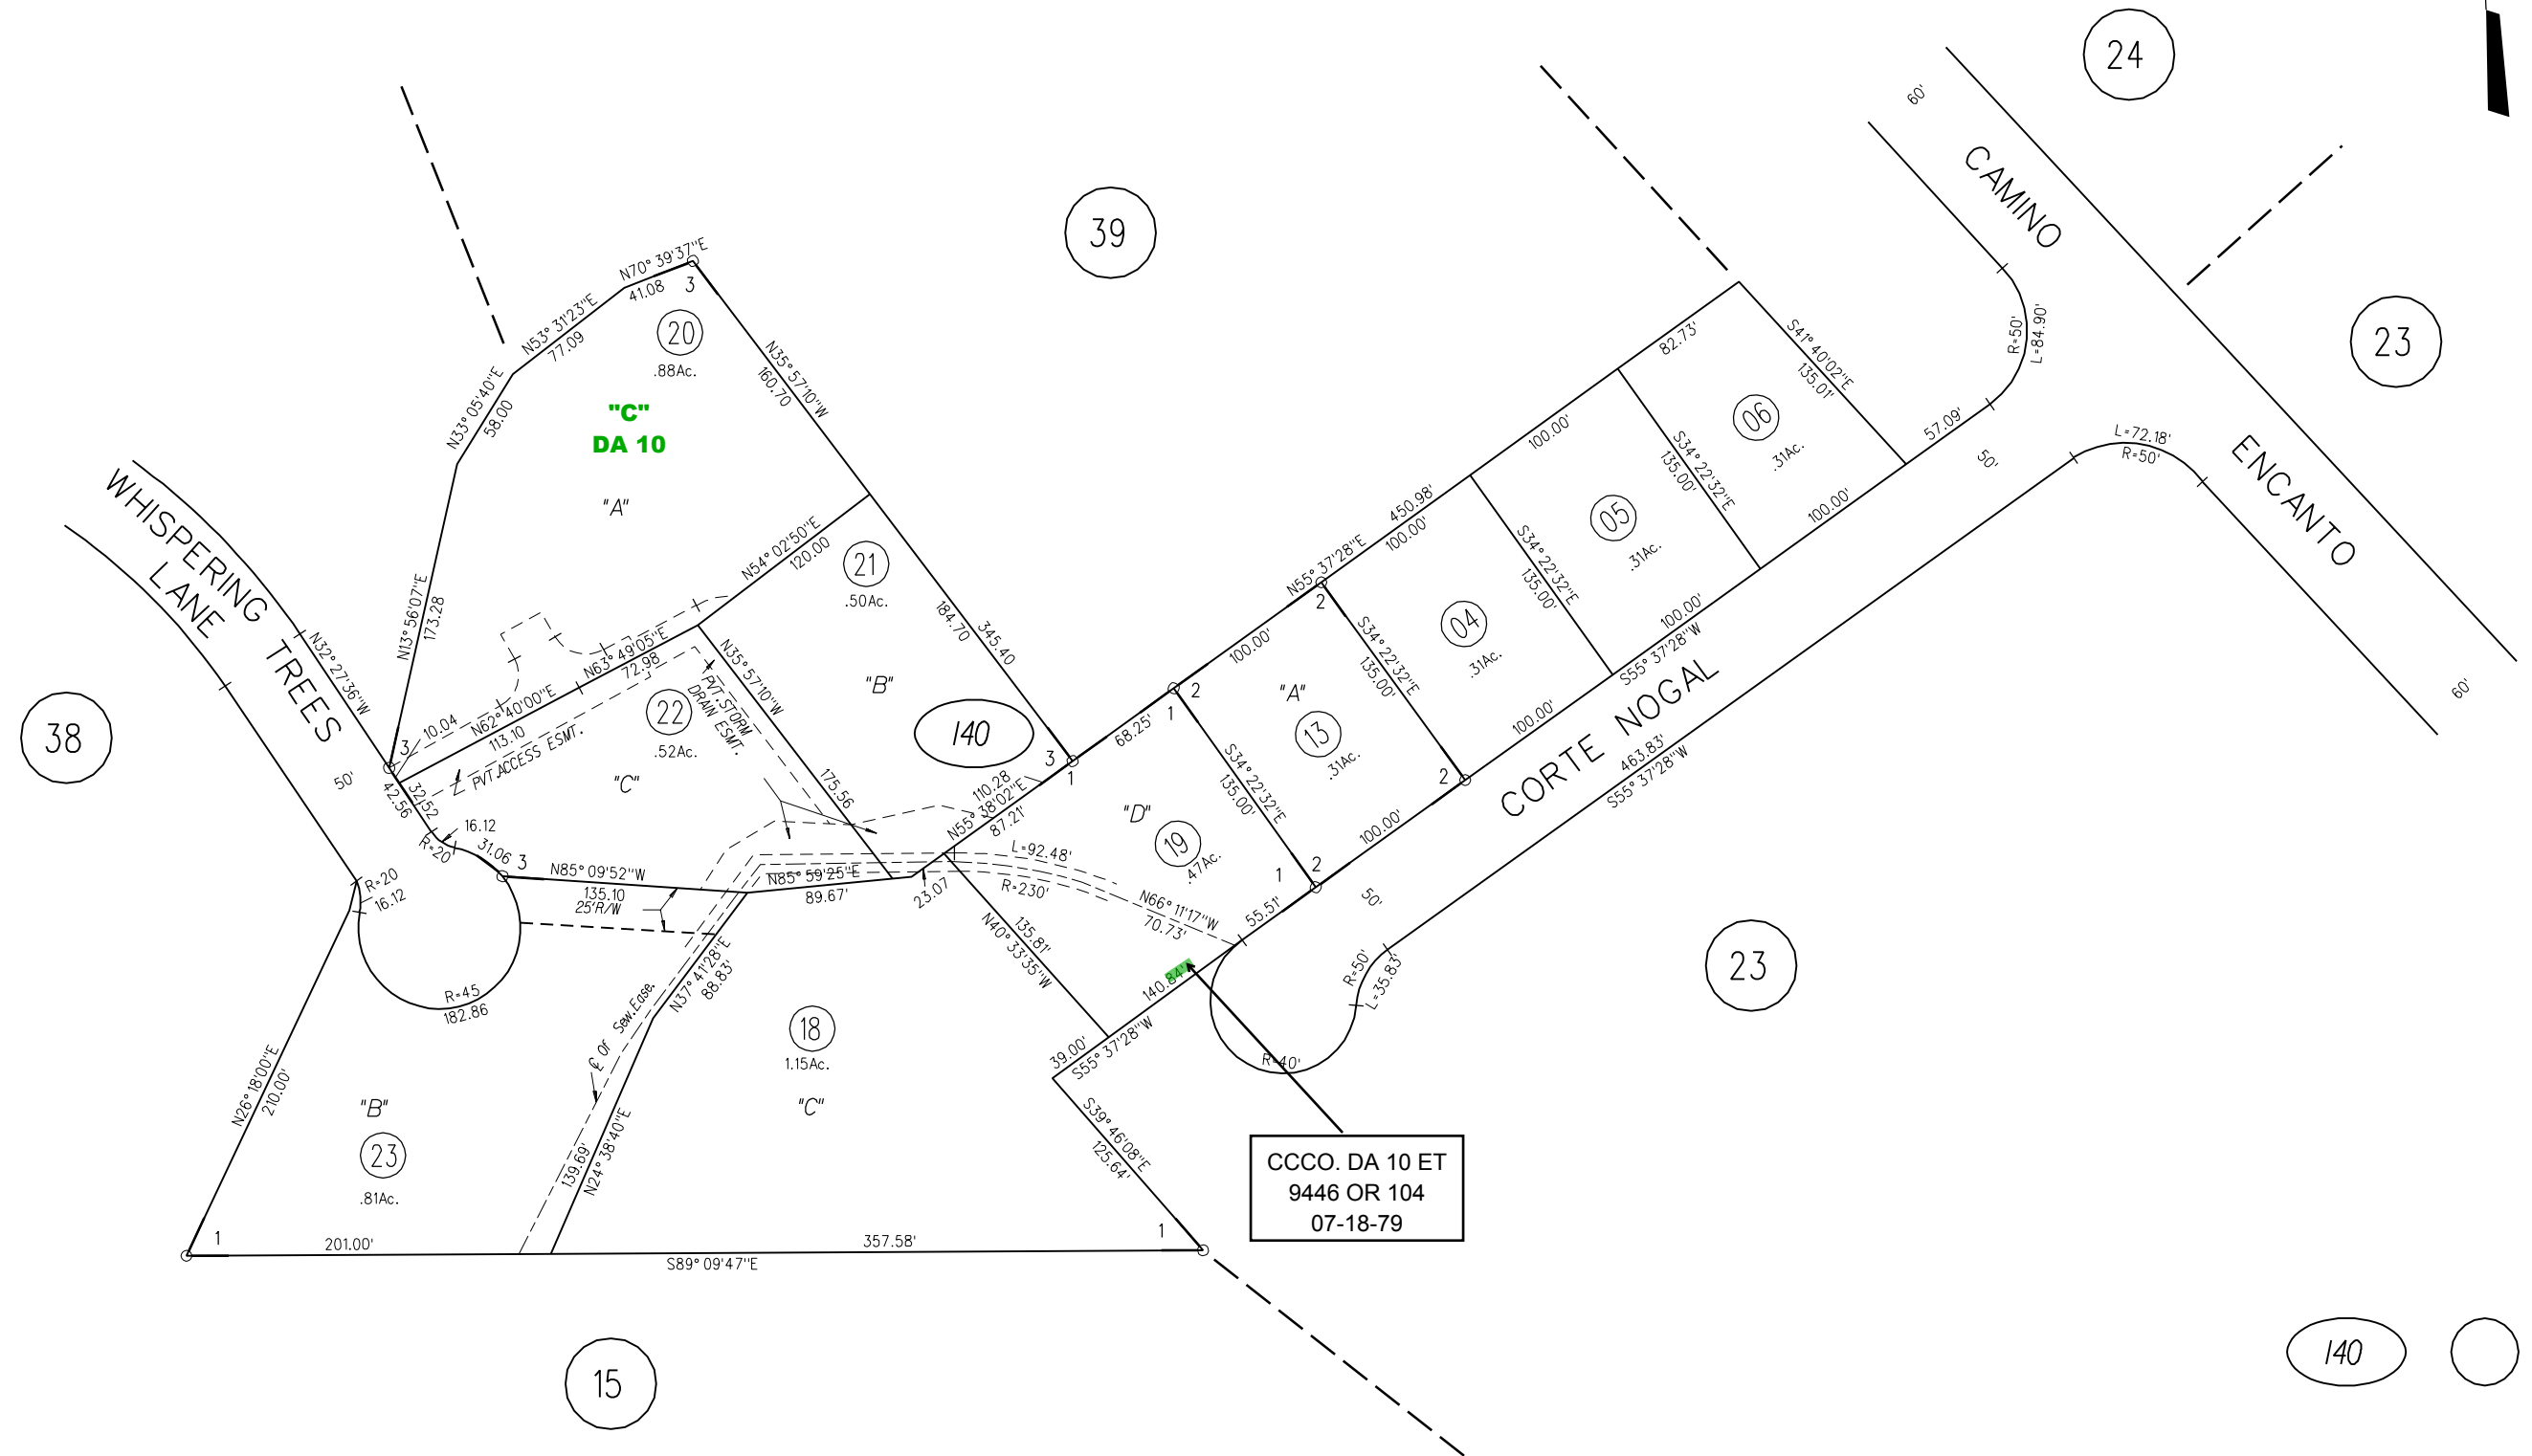 24
60'
CAMINO
39
23
ENCANTO
60'
R=50'
L=84.90'
L=72.18'
R=50'
57.09'
50'
S41°40'02"E
135.01'
82.73'
06
.31Ac.
100.00'
S34°22'32"E
135.00'
100.00'
05
.31Ac.
450.98'
100.00'
N55°37'28"E
S34°22'32"E
135.00'
100.00'
S55°37'28"W
04
.31Ac.
2
100.00'
S34°22'32"E
135.00'
100.00'
2
CORTE NOGAL
463.83'
S55°37'28"W
"A"
13
.31Ac.
2
1
68.25'
S34°22'32"E
135.00'
100.00'
2
1
50'
"D"
19
.47Ac.
N70°39'37"E
41.08
3
N53°31'23"E
77.09
20
.88Ac.
N33°05'40"E
58.00
"C"
DA 10
"A"
N35°57'10"W
160.70
N54°02'50"E
120.00
21
.50Ac.
"B"
184.70
345.40
140
3
1
WHISPERING TREES
LANE
N32°27'36"W
N13°56'07"E
173.28
38
50'
3
10.04
N62°40'00"E
113.10
N63°49'05"E
72.98
PVT.ACCESS ESMT.
22
.52Ac.
"C"
PVT.STORM
DRAIN ESMT.
N35°57'10"W
175.56
32.52
42.56
16.12
R=20
31.06
3
N85°09'52"W
135.10
25'R/W
N85°59'25"E
89.67'
23.07
110.28
N55°38'02"E
87.21'
L=92.48'
R=230'
N66°11'17"W
70.73'
55.51'
R=20
16.12
R=45
182.86
N37°41'28"E
88.83'
℄ Of Sew.Ease.
135.81'
N40°33'35"W
140.84'
39.00'
S55°37'28"W
R=40'
R=50'
L=35.83'
23
18
1.15Ac.
"C"
N26°18'00"E
210.00'
"B"
23
.81Ac.
139.69'
N24°38'40"E
S39°46'08"E
125.64'
CCCO. DA 10 ET
9446 OR 104
07-18-79
1
201.00'
357.58'
1
S89°09'47"E
15
140